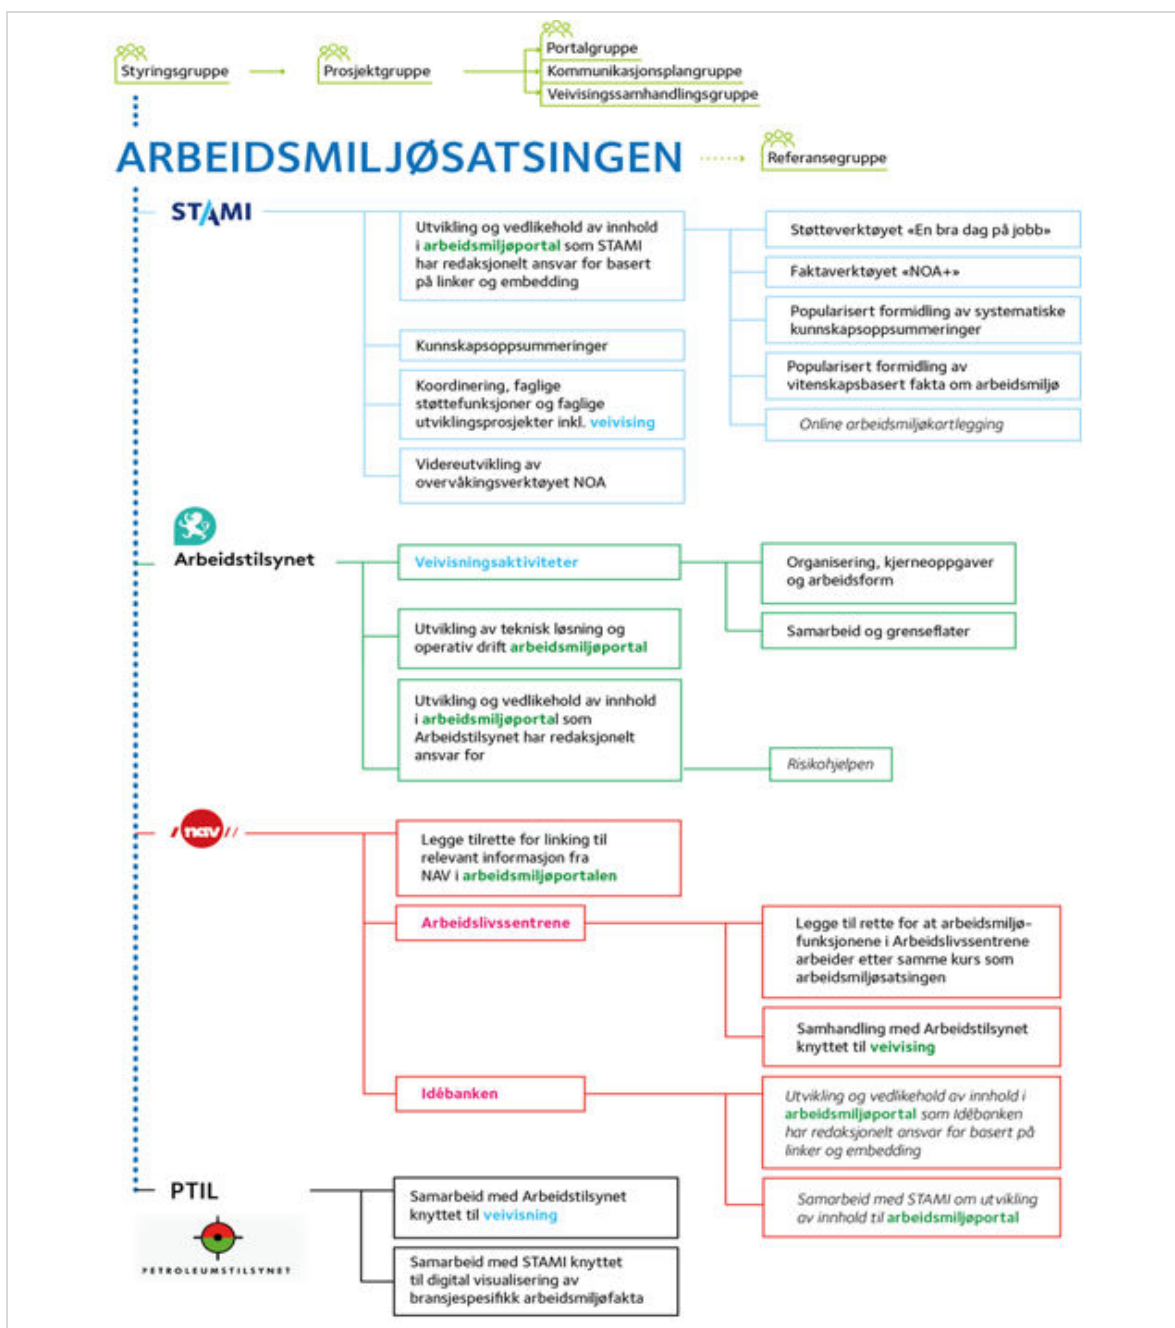 Styringsgruppe
Prosjektgruppe
Portalgruppe
Kommunikasjonsplangruppe
Veivisingssamhandlingsgruppe
ARBEIDSMILJØSATSINGEN
Referansegruppe
STAMI
Utvikling og vedlikehold av innhold
i arbeidsmiljøportal som STAMI
har redaksjonelt ansvar for basert
på linker og embedding
Støtteverktøyet «En bra dag på jobb»
Faktaverktøyet «NOA+»
Popularisert formidling av systematiske
kunnskapsoppsummeringer
Popularisert formidling av
vitenskapsbasert fakta om arbeidsmiljø
Online arbeidsmiljøkartlegging
Kunnskapsoppsummeringer
Koordinering, faglige
støttefunksjoner og faglige
utviklingsprosjekter inkl. veivising
Videreutvikling av
overvåkingsverktøyet NOA
Arbeidstilsynet
Veivisningsaktiviteter
Organisering, kjerneoppgaver
og arbeidsform
Samarbeid og grenseflater
Utvikling av teknisk løsning og
operativ drift arbeidsmiljøportal
Utvikling og vedlikehold av innhold
i arbeidsmiljøportal som
Arbeidstilsynet har redaksjonelt
ansvar for
Risikohjelpen
nav
Legge tilrette for linking til
relevant informasjon fra
NAV i arbeidsmiljøportalen
Arbeidslivssentrene
Legge til rette for at arbeidsmiljø-
funksjonene i Arbeidslivssentrene
arbeider etter samme kurs som
arbeidsmiljøsatsingen
Samhandling med Arbeidstilsynet
knyttet til veivising
Idébanken
Utvikling og vedlikehold av innhold i
arbeidsmiljøportal som Idébanken
har redaksjonelt ansvar for basert på
linker og embedding
Samarbeid med STAMI om utvikling
av innhold til arbeidsmiljøportal
PTIL
PETROLEUMSTILSYNET
Samarbeid med Arbeidstilsynet
knyttet til veivisning
Samarbeid med STAMI knyttet
til digital visualisering av
bransjespesifikk arbeidsmiljøfakta